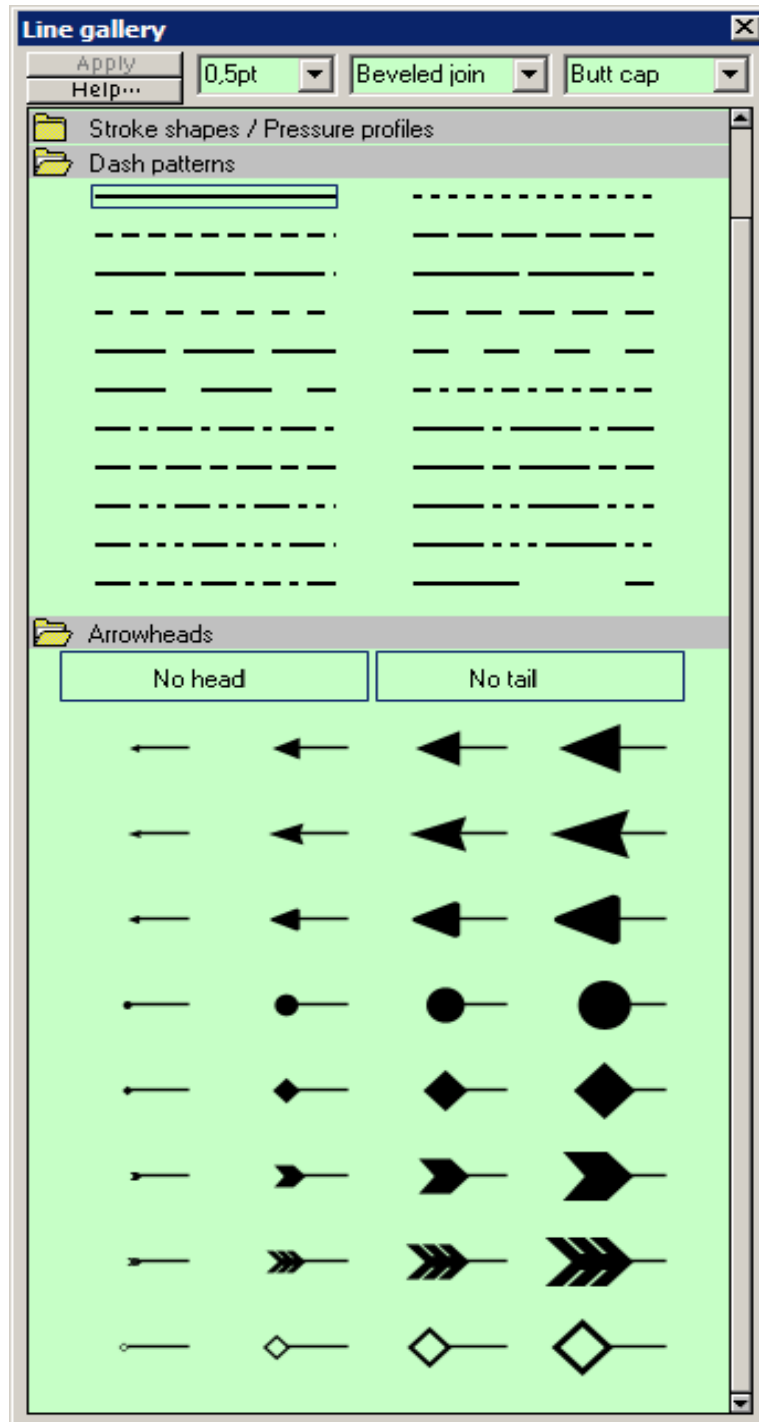 Line gallery
Apply
Help...
0,5pt
Beveled join
Butt cap
Stroke shapes / Pressure profiles
Dash patterns
Arrowheads
No head
No tail